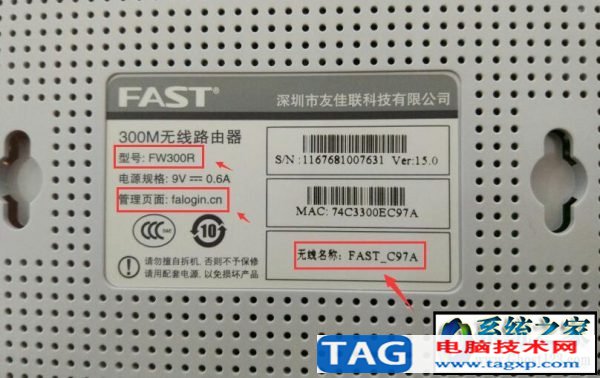 FAST®
深圳市友佳联科技有限公司
300M无线路由器
型号: FW300R
电源规格: 9V 0.6A
管理页面: falogin.cn
CCC
10
请勿擅自拆机, 否则不予保修
请用配套电源, 以免损坏产品
S/N:1167681007631 Ver:15.0
MAC: 74C3300EC97A
无线名称: FAST_C97A
系统之家
TAG
电脑技术网
www.tagxp.com